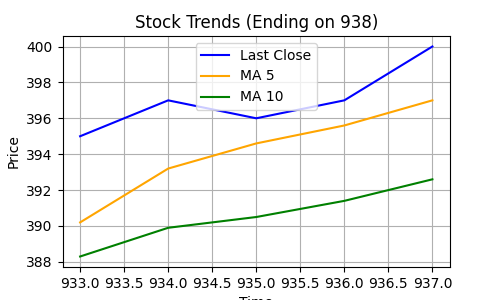 Stock Trends (Ending on 938)
Last Close
MA 5
MA 10
Price
400
398
396
394
392
390
388
933.0 933.5 934.0 934.5 935.0 935.5 936.0 936.5 937.0
Time